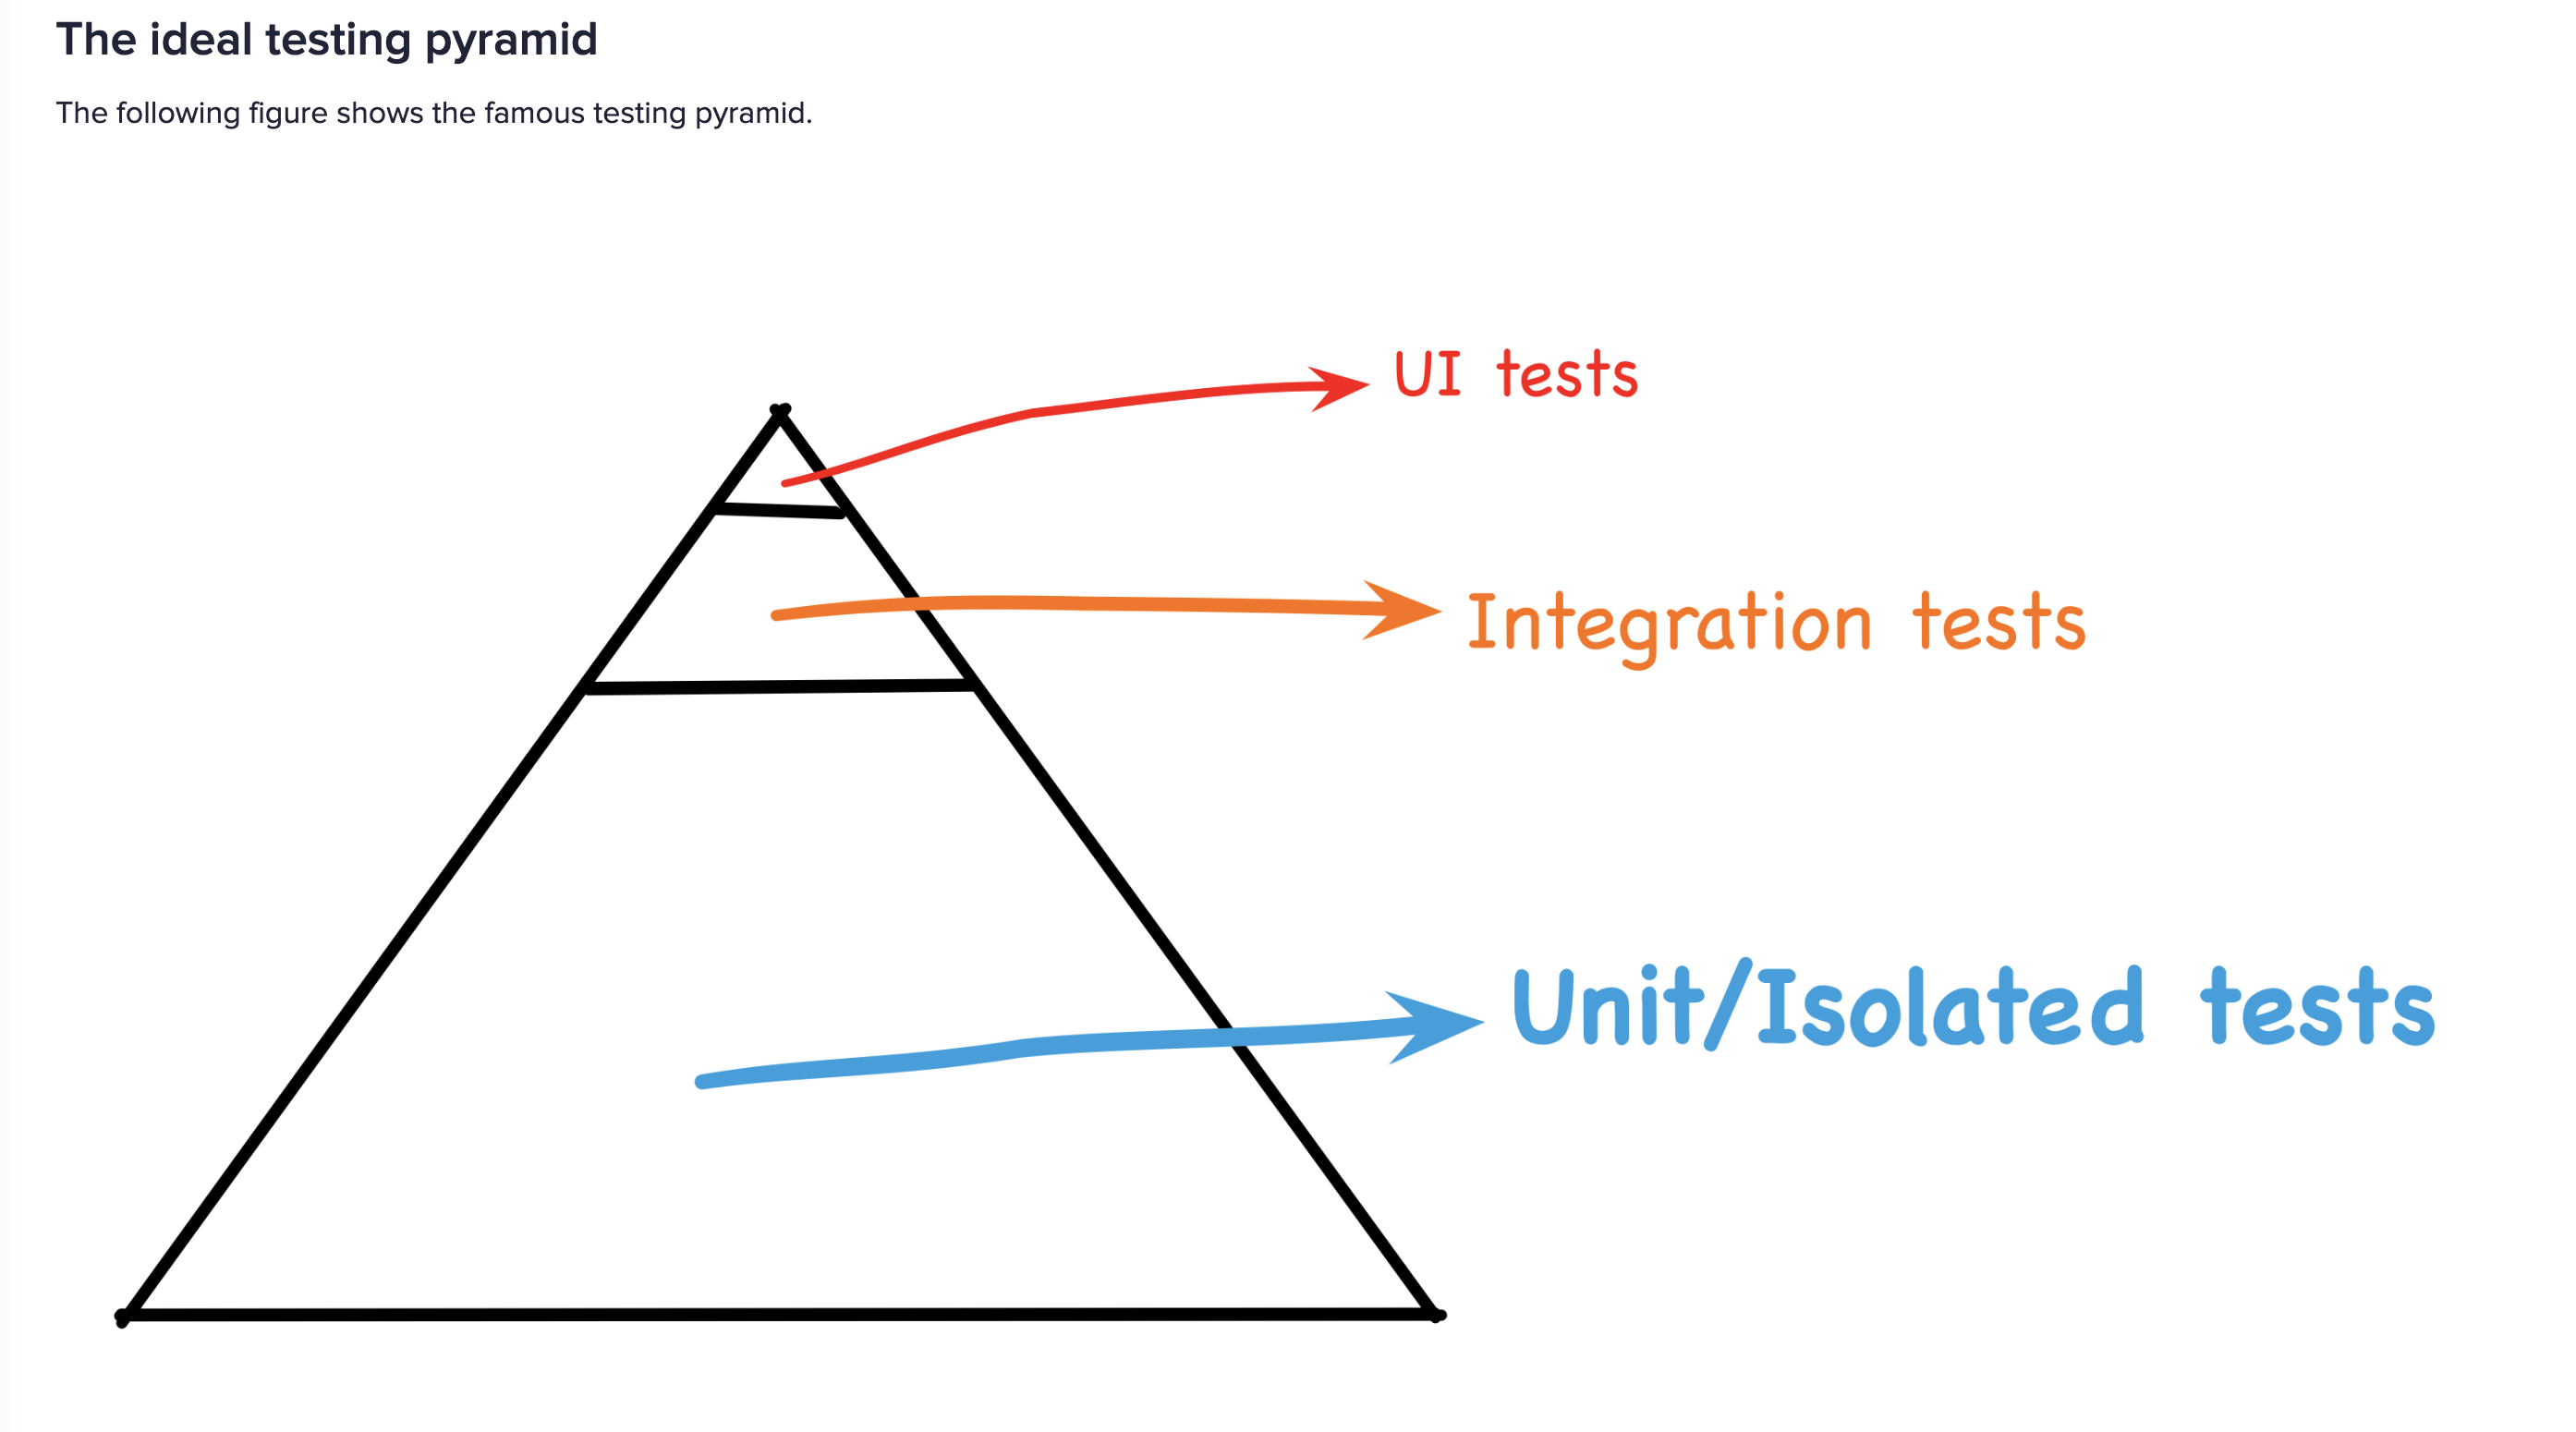 The ideal testing pyramid
The following figure shows the famous testing pyramid.
UI tests
Integration tests
Unit/Isolated tests